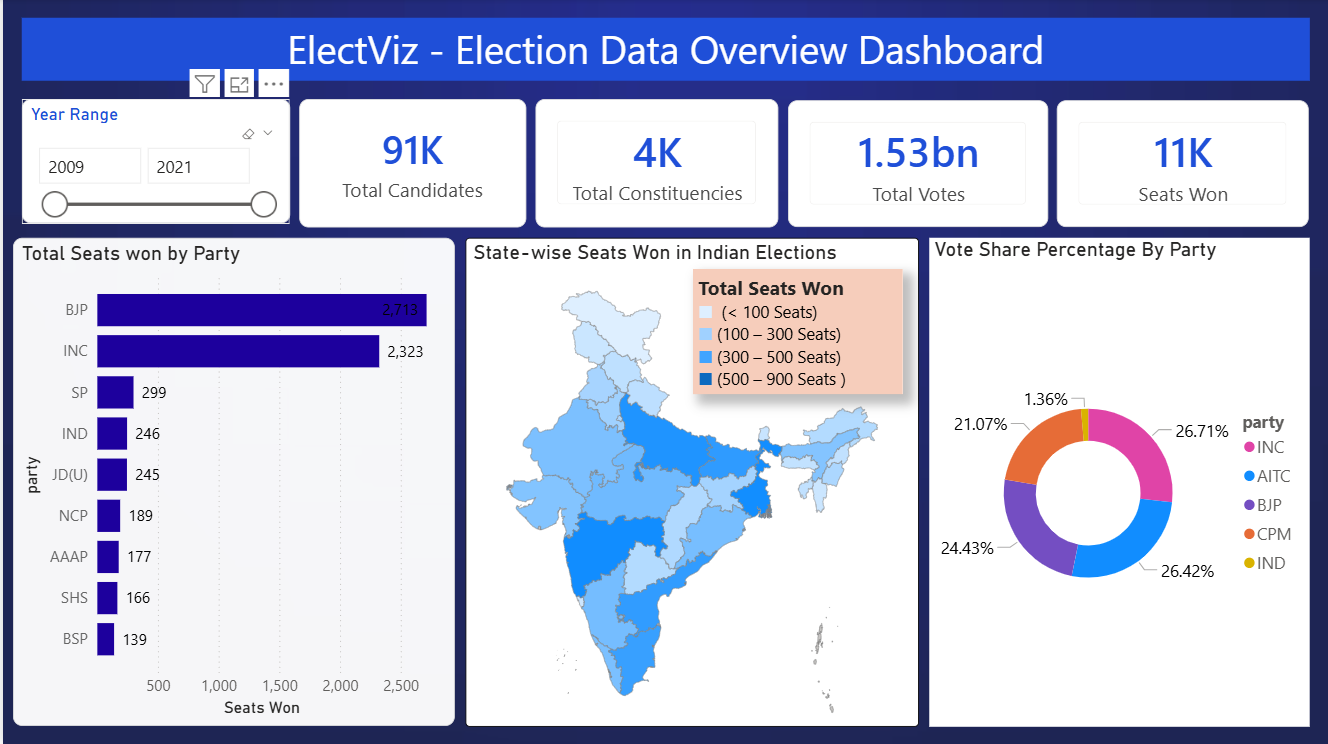 ElectViz - Election Data Overview Dashboard
Year Range
2009
2021
91K
Total Candidates
4K
Total Constituencies
1.53bn
Total Votes
11K
Seats Won
Total Seats won by Party
party
BJP 2,713
INC 2,323
SP 299
IND 246
JD(U) 245
NCP 189
AAAP 177
SHS 166
BSP 139
500 1,000 1,500 2,000 2,500
Seats Won
State-wise Seats Won in Indian Elections
Total Seats Won
(< 100 Seats)
(100 – 300 Seats)
(300 – 500 Seats)
(500 – 900 Seats )
Vote Share Percentage By Party
1.36%
21.07%
26.71%
24.43%
26.42%
party
INC
AITC
BJP
CPM
IND